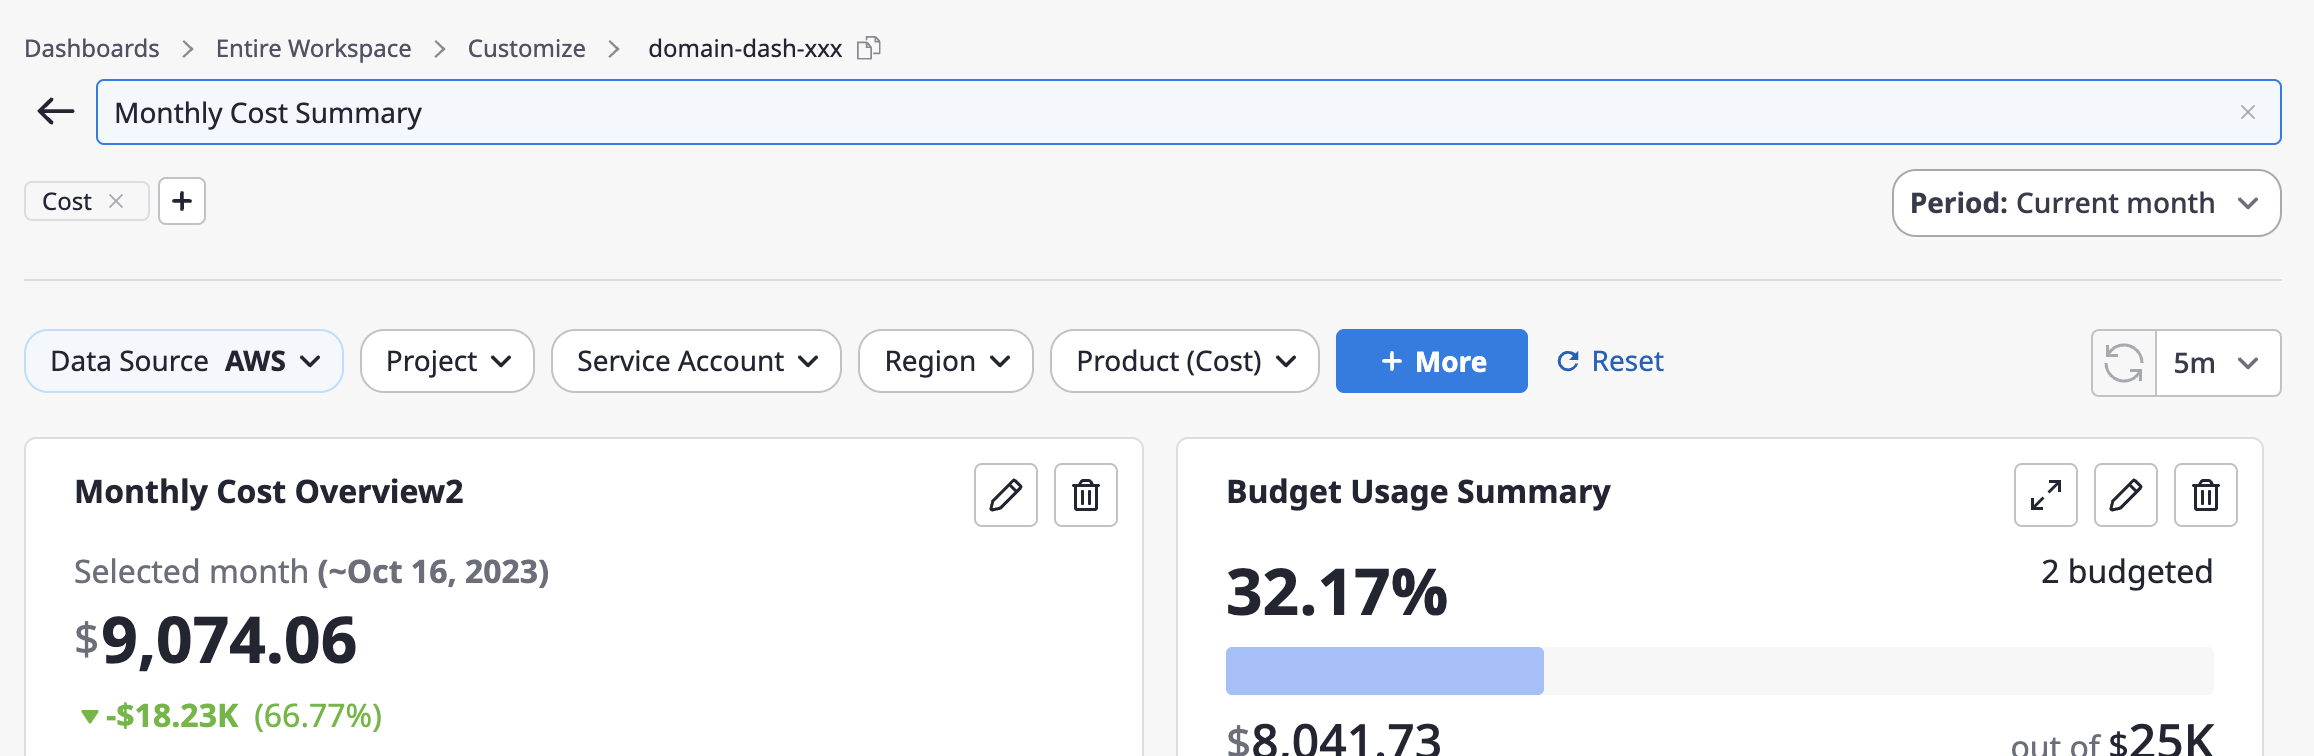 Dashboards > Entire Workspace > Customize > domain-dash-xxx
Monthly Cost Summary
Cost
Period: Current month
Data Source AWS Project Service Account Region Product (Cost) + More Reset 5m
Monthly Cost Overview2
Selected month (~Oct 16, 2023)
$9,074.06
-$18.23K (66.77%)
Budget Usage Summary
32.17% 2 budgeted
$8,041.73 out of $25K